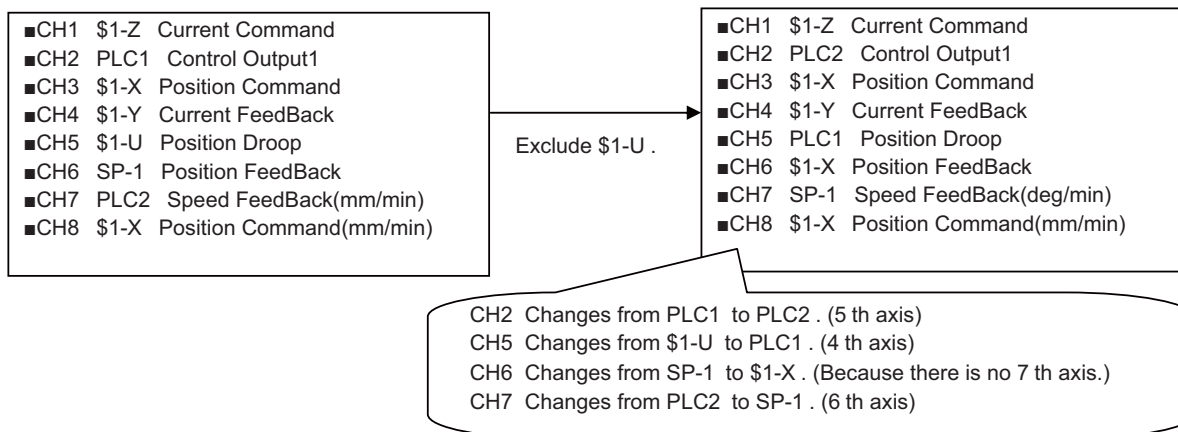 ■CH1 $1-Z Current Command
■CH2 PLC1 Control Output1
■CH3 $1-X Position Command
■CH4 $1-Y Current FeedBack
■CH5 $1-U Position Droop
■CH6 SP-1 Position FeedBack
■CH7 PLC2 Speed FeedBack(mm/min)
■CH8 $1-X Position Command(mm/min)
Exclude $1-U .
■CH1 $1-Z Current Command
■CH2 PLC2 Control Output1
■CH3 $1-X Position Command
■CH4 $1-Y Current FeedBack
■CH5 PLC1 Position Droop
■CH6 $1-X Position FeedBack
■CH7 SP-1 Speed FeedBack(deg/min)
■CH8 $1-X Position Command(mm/min)
CH2 Changes from PLC1 to PLC2 . (5 th axis)
CH5 Changes from $1-U to PLC1 . (4 th axis)
CH6 Changes from SP-1 to $1-X . (Because there is no 7 th axis.)
CH7 Changes from PLC2 to SP-1 . (6 th axis)